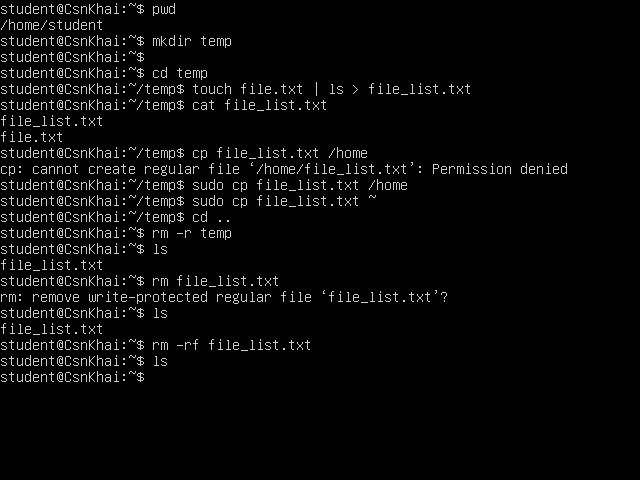 student@CsnKhai:~$ pwd
/home/student
student@CsnKhai:~$ mkdir temp
student@CsnKhai:~$
student@CsnKhai:~$ cd temp
student@CsnKhai:~/temp$ touch file.txt | ls > file_list.txt
student@CsnKhai:~/temp$ cat file_list.txt
file_list.txt
file.txt
student@CsnKhai:~/temp$ cp file_list.txt /home
cp: cannot create regular file ‘/home/file_list.txt’: Permission denied
student@CsnKhai:~/temp$ sudo cp file_list.txt /home
student@CsnKhai:~/temp$ sudo cp file_list.txt ~
student@CsnKhai:~/temp$ cd ..
student@CsnKhai:~$ rm -r temp
student@CsnKhai:~$ ls
file_list.txt
student@CsnKhai:~$ rm file_list.txt
rm: remove write-protected regular file ‘file_list.txt’?
student@CsnKhai:~$ ls
file_list.txt
student@CsnKhai:~$ rm -rf file_list.txt
student@CsnKhai:~$ ls
student@CsnKhai:~$